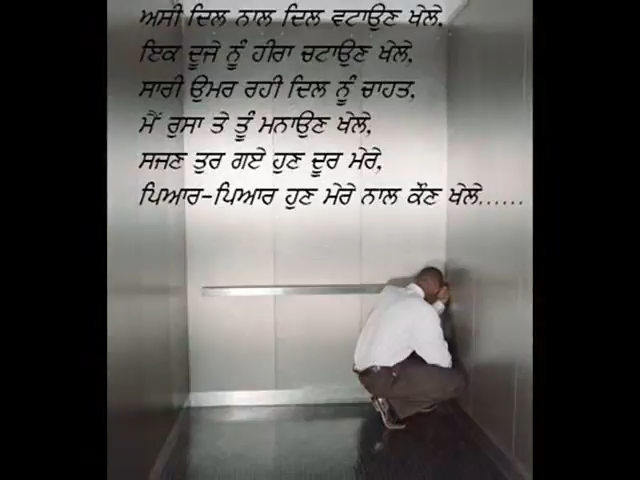 ਅਸੀ ਦਿਲ ਨਾਲ ਦਿਲ ਵਟਾਉਣ ਖੇਲੇ,
ਇਕ ਦੂਜੇ ਨੂੰ ਹੀਰਾ ਚਟਾਉਣ ਖੇਲੇ,
ਸਾਰੀ ਉਮਰ ਰਹੀ ਦਿਲ ਨੂੰ ਚਾਹਤ,
ਮੈਂ ਰੁਸਾ ਤੇ ਤੂੰ ਮਨਾਉਣ ਖੇਲੇ,
ਸਜਣ ਤੁਰ ਗਏ ਹੁਣ ਦੂਰ ਮੇਰੇ,
ਪਿਆਰ-ਪਿਆਰ ਹੁਣ ਮੇਰੇ ਨਾਲ ਕੌਣ ਖੇਲੇ......